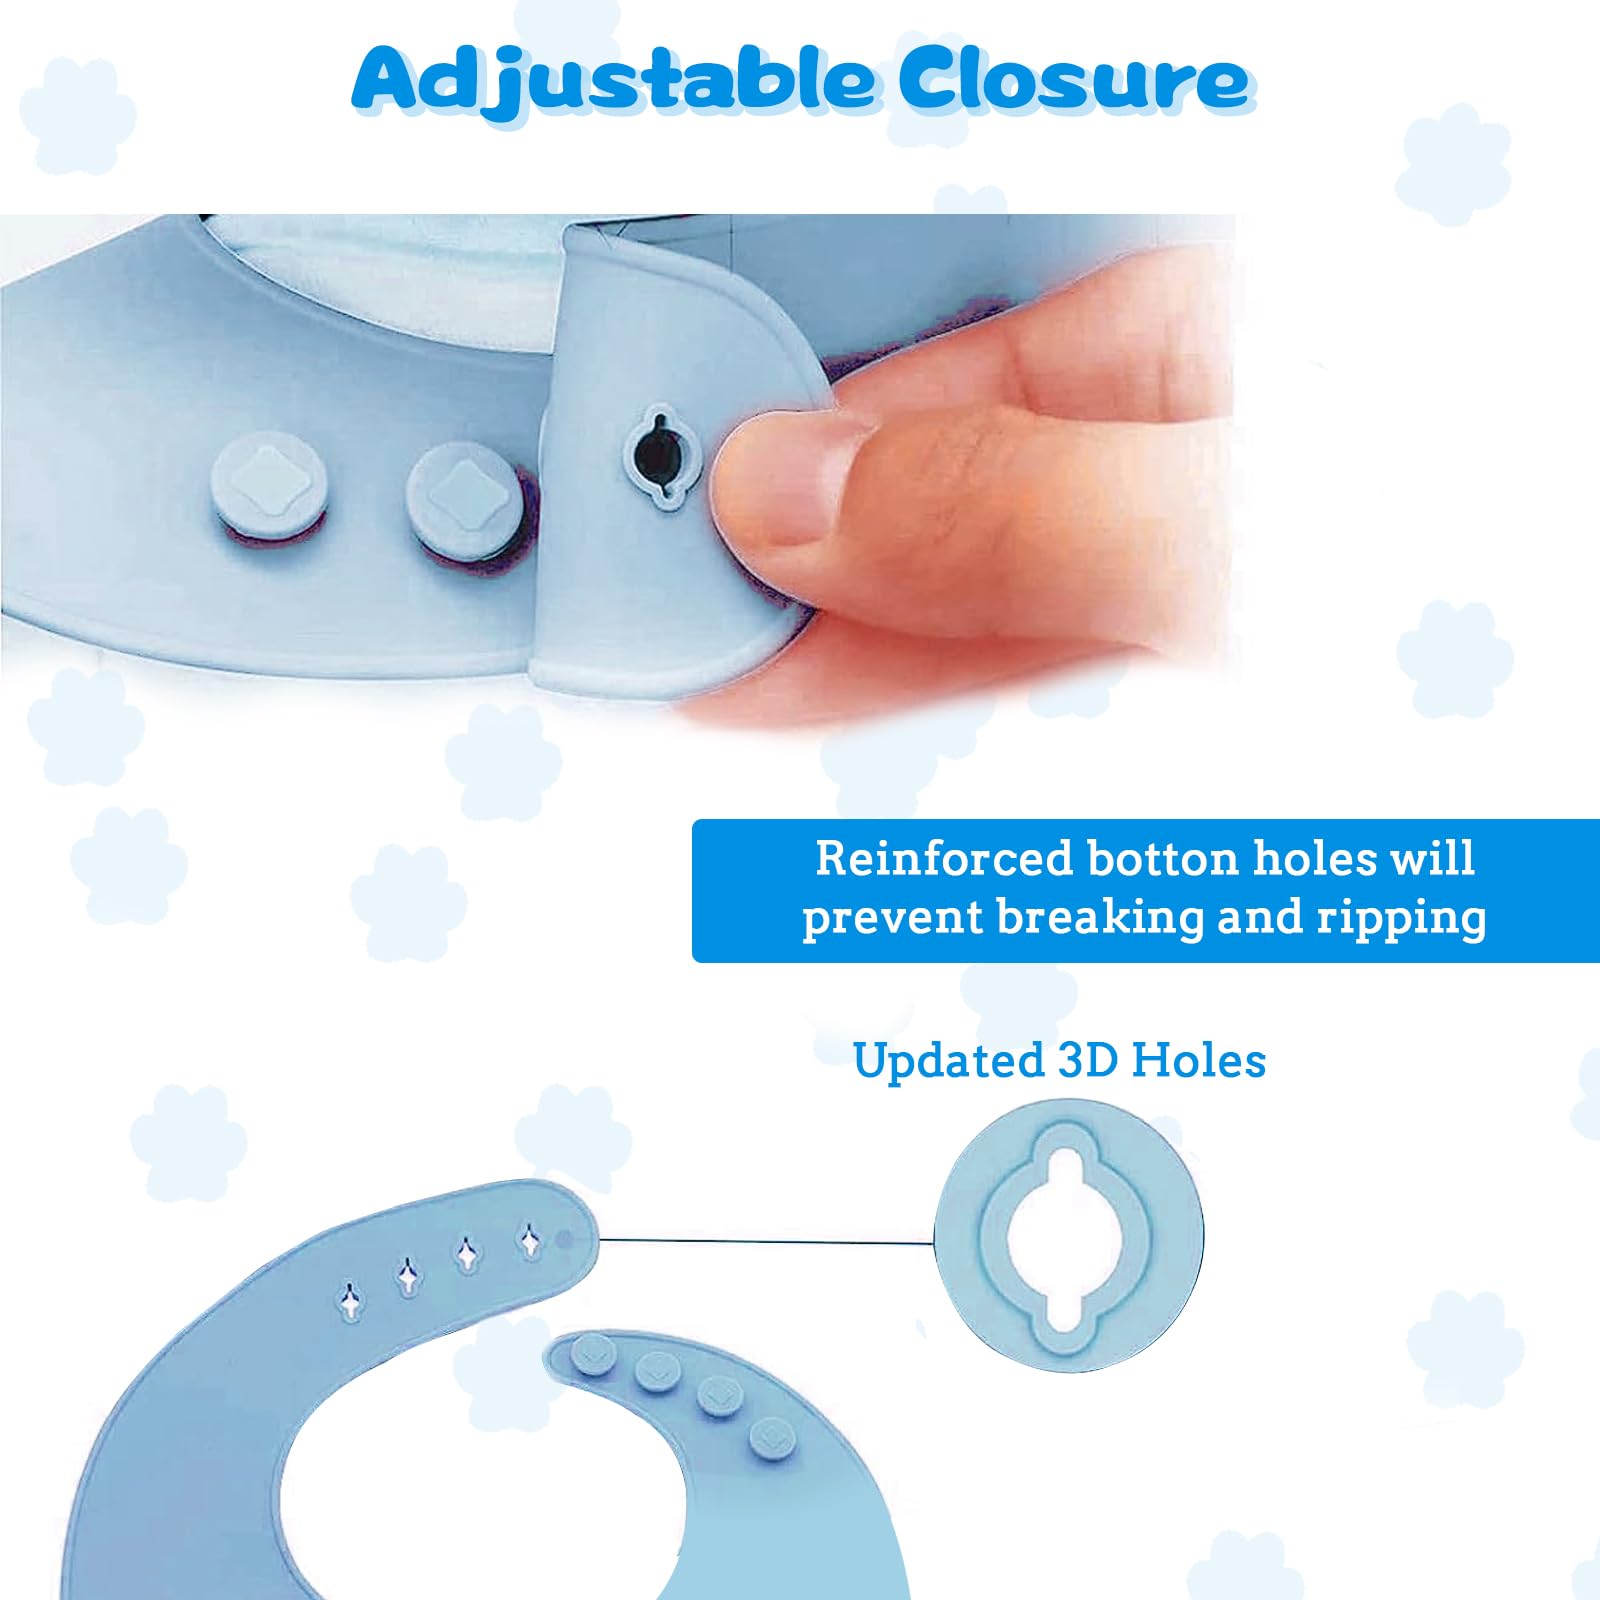 Adjustable Closure
Reinforced botton holes will
prevent breaking and ripping
Updated 3D Holes